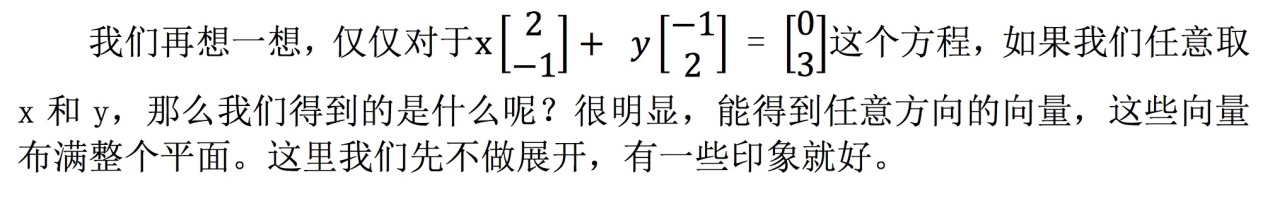 我们再想一想，仅仅对于x[2 -1]+ y[-1 2] = [0 3]这个方程，如果我们任意取
x 和 y，那么我们得到的是什么呢？很明显，能得到任意方向的向量，这些向量
布满整个平面。这里我们先不做展开，有一些印象就好。